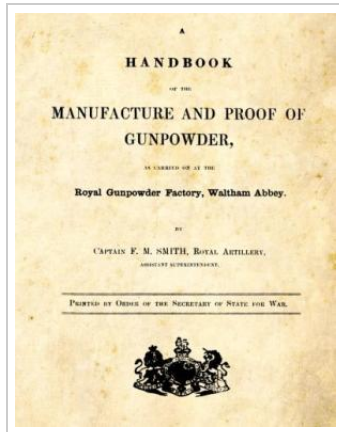 A
HANDBOOK
OF THE
MANUFACTURE AND PROOF OF
GUNPOWDER,
AS CARRIED ON AT THE
Royal Gunpowder Factory, Waltham Abbey.
BY
CAPTAIN F. M. SMITH, ROYAL ARTILLERY,
ASSISTANT SUPERINTENDENT.
PRINTED BY ORDER OF THE SECRETARY OF STATE FOR WAR.